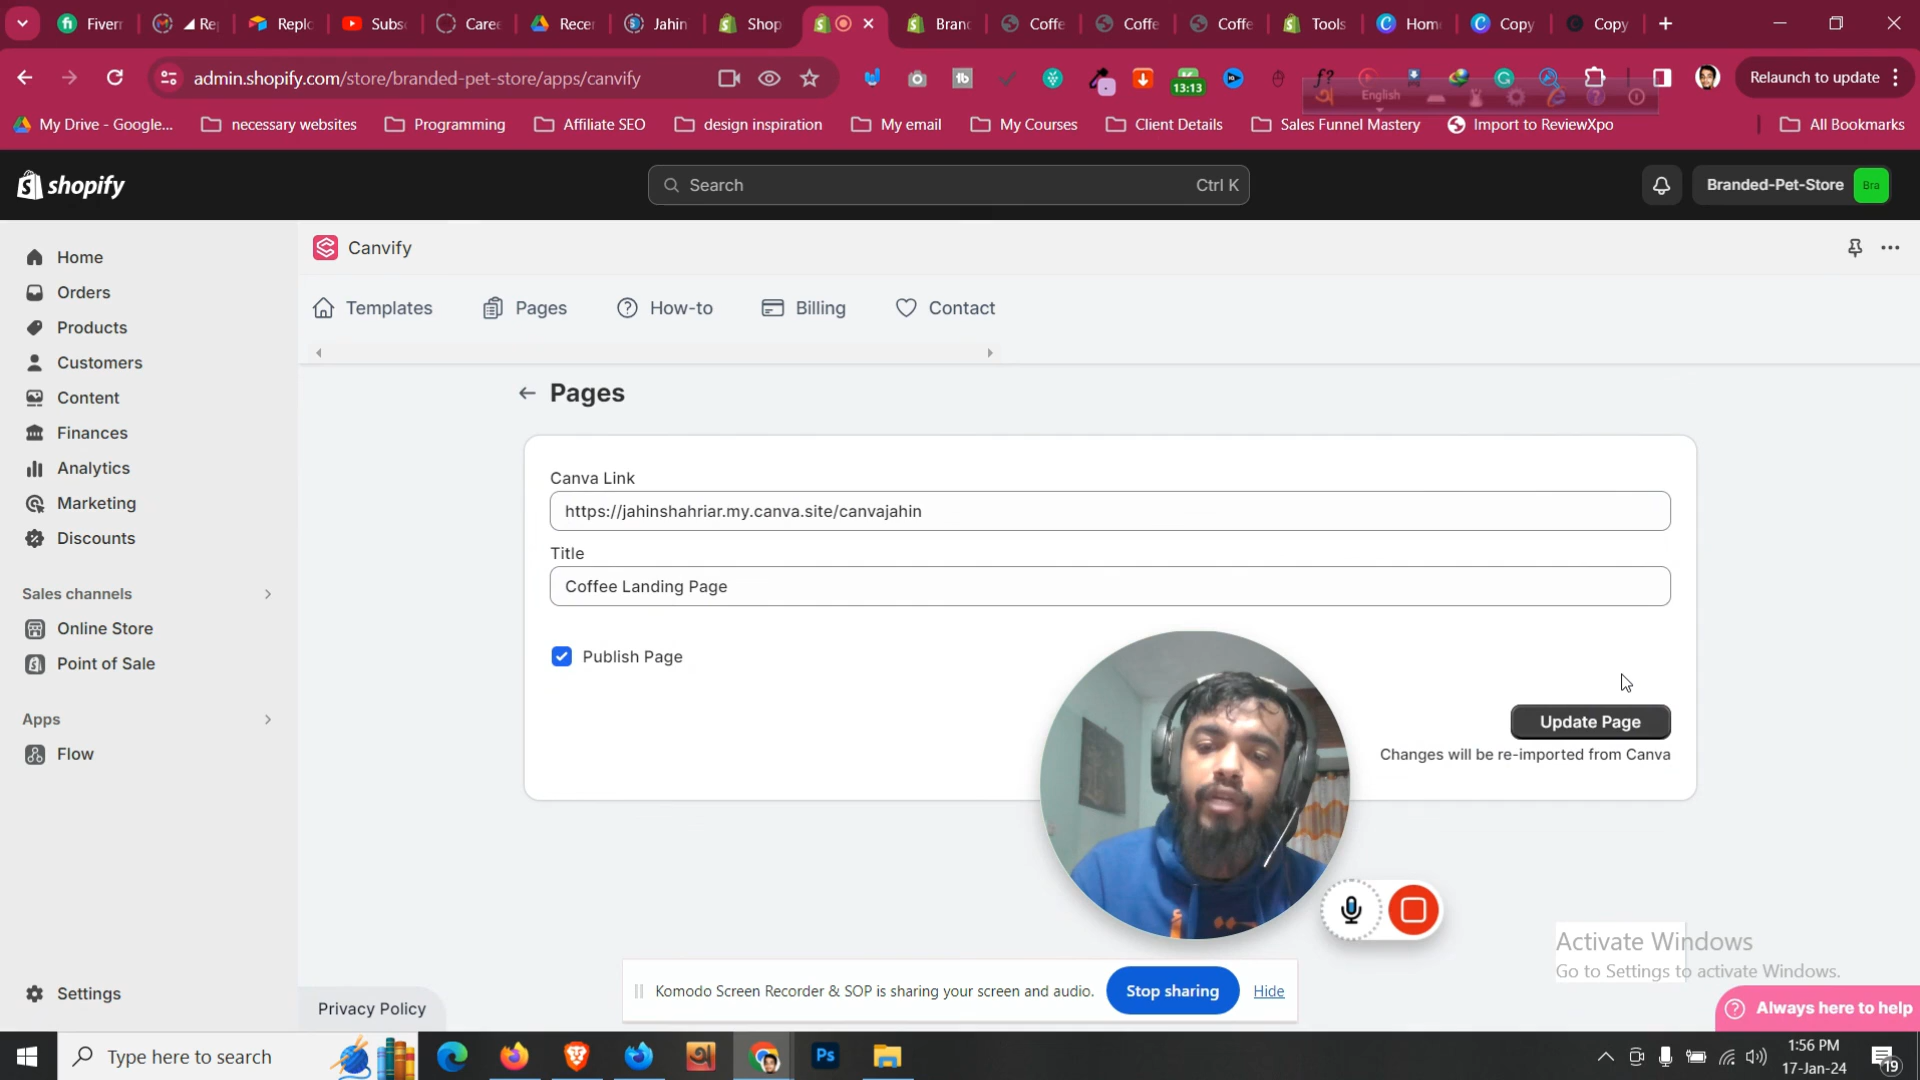 Fiverr
Re
Replo
Subsc
Caree
Recen
Jahin
Shop
Branc
Coffe
Coffe
Coffe
Tools
Home
Copy
Copy
admin.shopify.com/store/branded-pet-store/apps/canvify
13:13
Relaunch to update
English
My Drive - Google...
necessary websites
Programming
Affiliate SEO
design inspiration
My email
My Courses
Client Details
Sales Funnel Mastery
Import to ReviewXpo
All Bookmarks
shopify
Search
Ctrl K
Branded-Pet-Store
Bra
Home
Orders
Products
Customers
Content
Finances
Analytics
Marketing
Discounts
Sales channels
Online Store
Point of Sale
Apps
Flow
Settings
Canvify
Templates
Pages
How-to
Billing
Contact
Pages
Canva Link
https://jahinshahriar.my.canva.site/canvajahin
Title
Coffee Landing Page
Publish Page
Update Page
Changes will be re-imported from Canva
Activate Windows
Go to Settings to activate Windows.
Komodo Screen Recorder & SOP is sharing your screen and audio.
Stop sharing
Hide
Privacy Policy
Always here to help
Type here to search
অ
Ps
1:56 PM
17-Jan-24
19